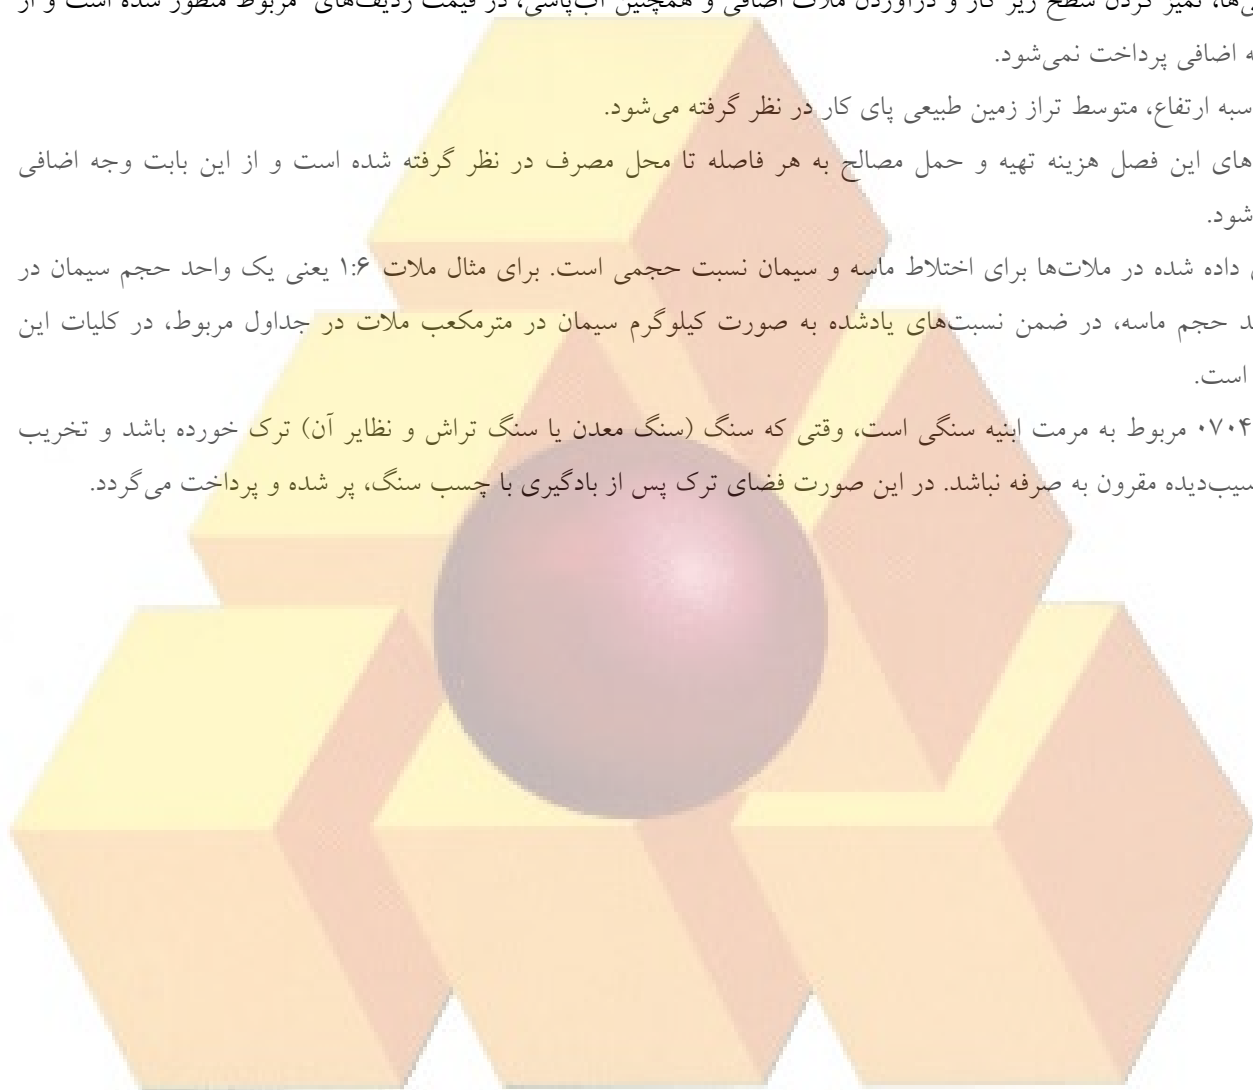 تمیز کردن سطح زیر کار و درآوردن ملات اضافی و همچنین آب‌پاشی، در قیمت ردیف‌های مربوط منظور شده است و از
اضافی پرداخت نمی‌شود.
ارتفاع، متوسط تراز زمین طبیعی پای کار در نظر گرفته می‌شود.
های این فصل هزینه تهیه و حمل مصالح به هر فاصله تا محل مصرف در نظر گرفته شده است و از این بابت وجه اضافی
شود.
داده شده در ملات‌ها برای اختلاط ماسه و سیمان نسبت حجمی است. برای مثال ملات ۱:۶ یعنی یک واحد حجم سیمان در
حجم ماسه، در ضمن نسبت‌های یادشده به صورت کیلوگرم سیمان در مترمکعب ملات در جداول مربوط، در کلیات این
است.
۰۷۰۴ مربوط به مرمت ابنیه سنگی است، وقتی که سنگ (سنگ معدن یا سنگ تراش و نظایر آن) ترک خورده باشد و تخریب
سیب‌دیده مقرون به صرفه نباشد. در این صورت فضای ترک پس از بادگیری با چسب سنگ، پر شده و پرداخت می‌گردد.